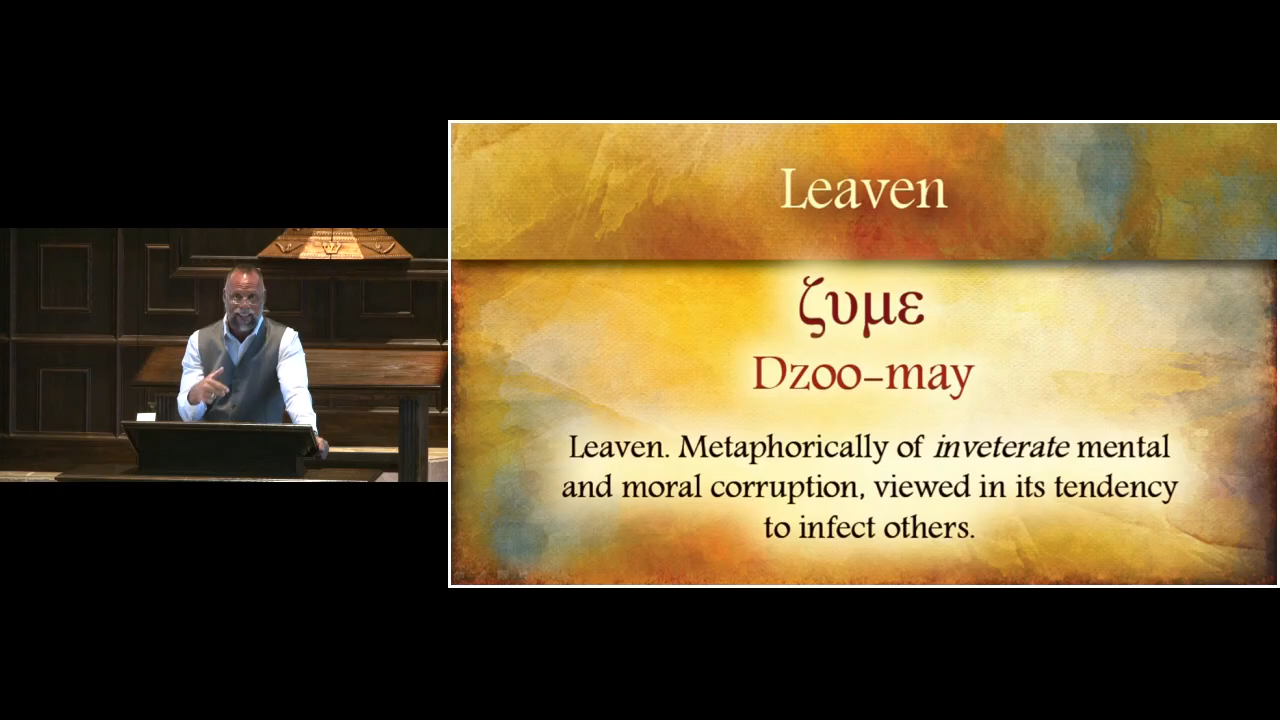 Leaven
ζυμε
Dzoo-may
Leaven. Metaphorically of inveterate mental
and moral corruption, viewed in its tendency
to infect others.